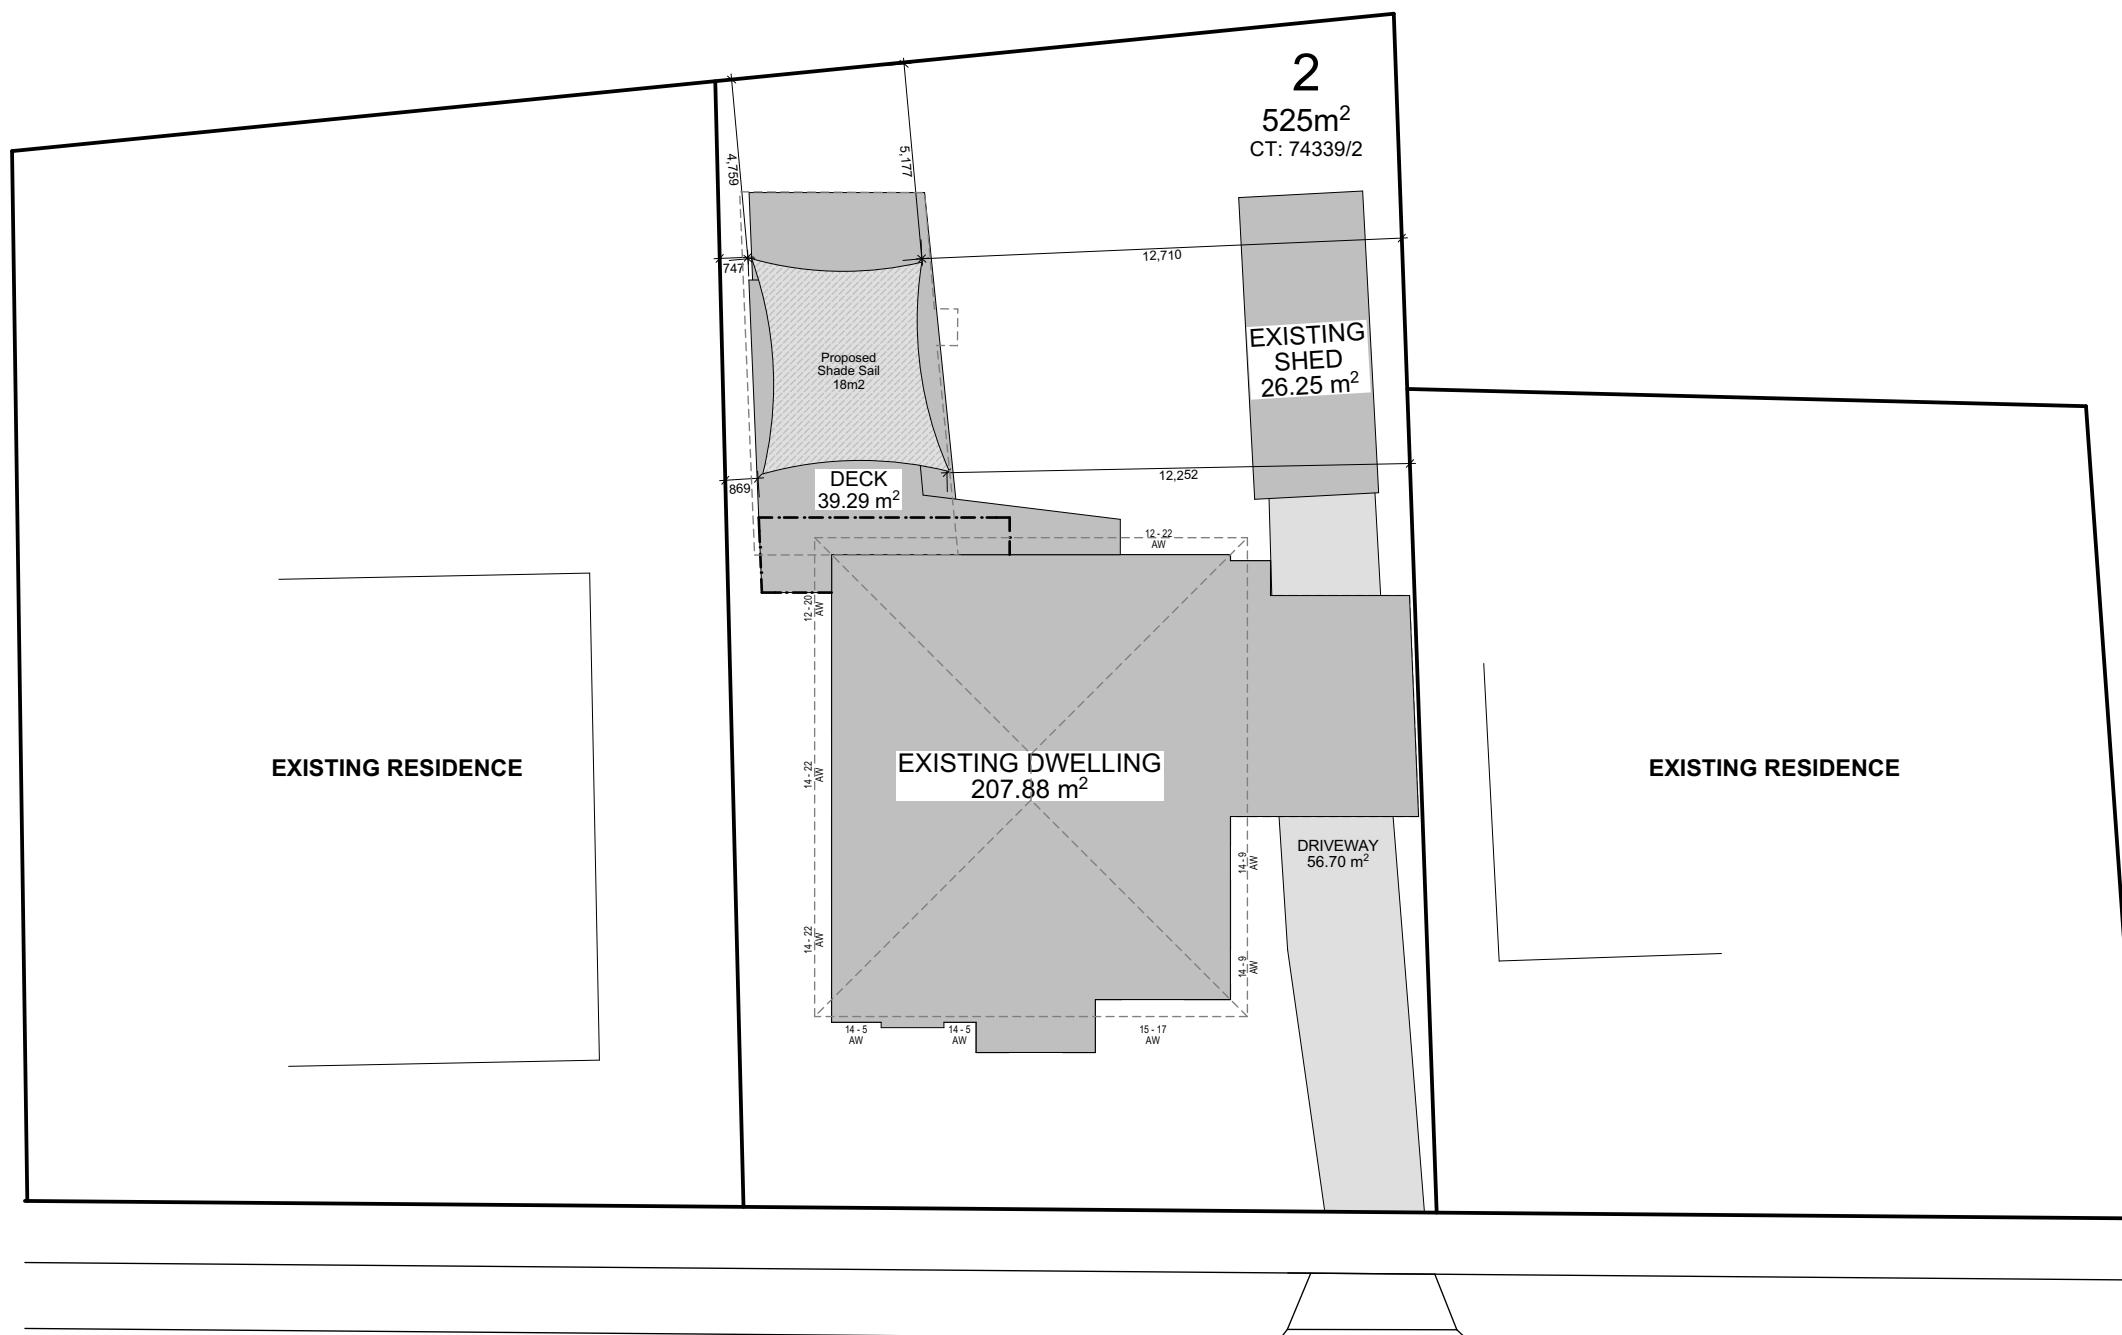 2
525m²
CT: 74339/2
4,759
5,177
747
12,710
Proposed
Shade Sail
18m2
EXISTING
SHED
26.25 m²
869
DECK
39.29 m²
12,252
12 - 22
AW
12 - 20
AW
EXISTING RESIDENCE
14 - 22
AW
EXISTING DWELLING
207.88 m²
EXISTING RESIDENCE
DRIVEWAY
56.70 m²
14 - 9
AW
14 - 22
AW
14 - 9
AW
14 - 5
AW
14 - 5
AW
15 - 17
AW